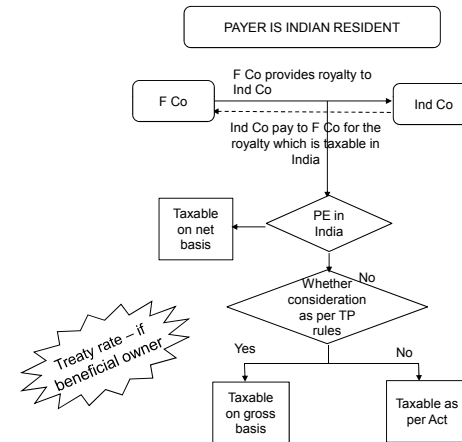 PAYER IS INDIAN RESIDENT
F Co provides royalty to
Ind Co
F Co
Ind Co
Ind Co pay to F Co for the
royalty which is taxable in
India
Taxable
on net
basis
PE in
India
No
Whether
consideration
as per TP
rules
Treaty rate – if
beneficial owner
Yes
No
Taxable
on gross
basis
Taxable as
per Act